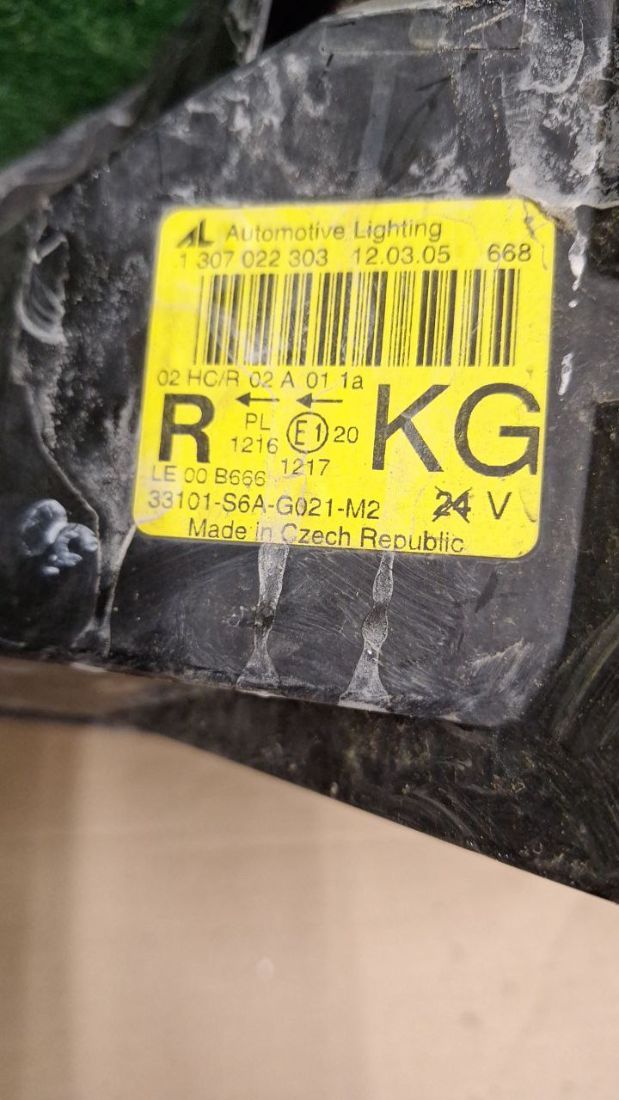 AL Automotive Lighting
1 307 022 303 12.03.05 668
02 HC/R 02 A 01 1a
R PL 1216 E1 20 KG
1217
LE 00 B666
33101-S6A-G021-M2 24 V
Made in Czech Republic